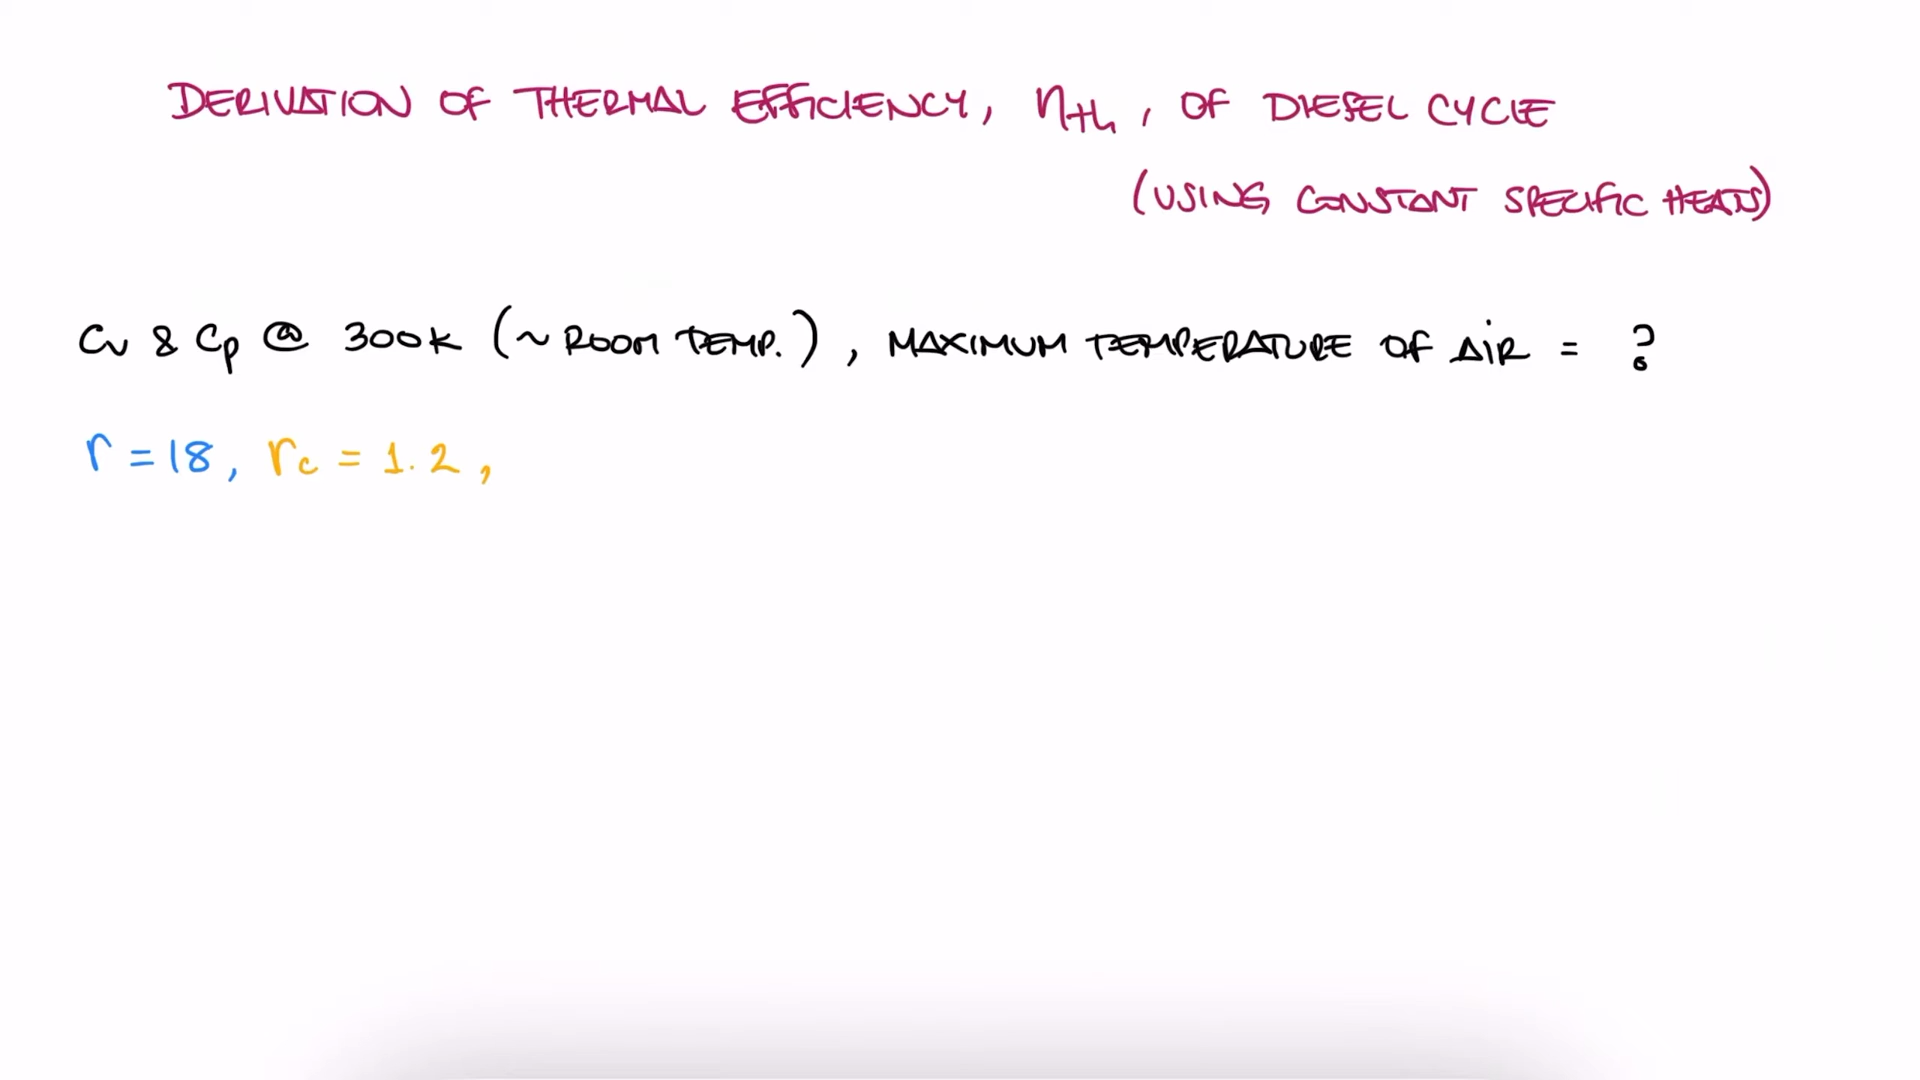 DERIVATION OF THERMAL EFFICIENCY, ηth, OF DIESEL CYCLE
(USING CONSTANT SPECIFIC HEATS)
Cv & Cp @ 300K (~ROOM TEMP.), MAXIMUM TEMPERATURE OF AIR = ?
r = 18, rc = 1.2,